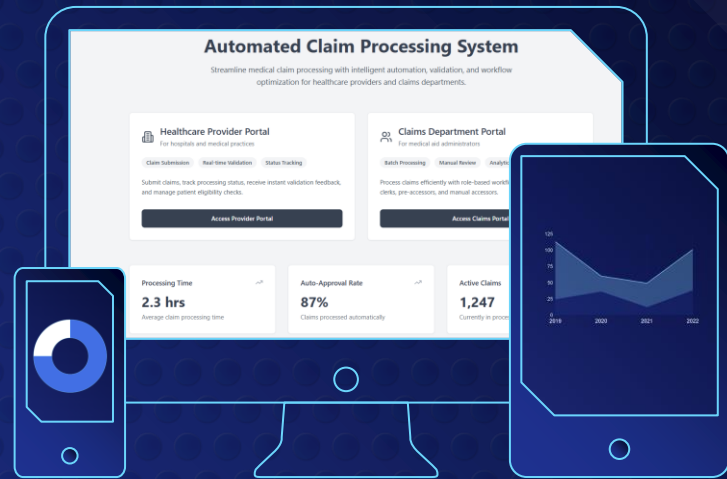 Automated Claim Processing System
Streamline medical claim processing with intelligent automation, validation, and workflow
optimization for healthcare providers and claims departments.
Healthcare Provider Portal
For hospitals and medical practices
Claim Submission Real-time Validation Status Tracking
Submit claims, track processing status, receive instant validation feedback,
and manage patient eligibility checks.
Access Provider Portal
Claims Department Portal
For medical aid administrators
Batch Processing Manual Review
Process claims efficiently with role-based
clerks, pre-assessors, and manual assessors.
Access Claims Portal
Processing Time
2.3 hrs
Average claim processing time
Auto-Approval Rate
87%
Claims processed automatically
Active Claims
1,247
Currently in
125
100
75
50
25
0
2019 2020 2021 2022